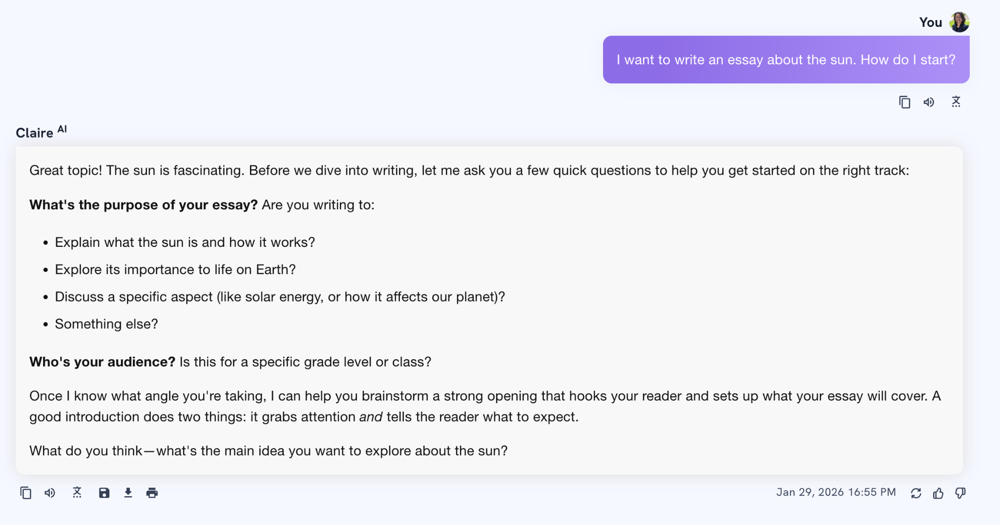 You
I want to write an essay about the sun. How do I start?
Claire AI
Great topic! The sun is fascinating. Before we dive into writing, let me ask you a few quick questions to help you get started on the right track:
What's the purpose of your essay? Are you writing to:
• Explain what the sun is and how it works?
• Explore its importance to life on Earth?
• Discuss a specific aspect (like solar energy, or how it affects our planet)?
• Something else?
Who's your audience? Is this for a specific grade level or class?
Once I know what angle you're taking, I can help you brainstorm a strong opening that hooks your reader and sets up what your essay will cover. A
good introduction does two things: it grabs attention and tells the reader what to expect.
What do you think—what's the main idea you want to explore about the sun?
Jan 29, 2026 16:55 PM